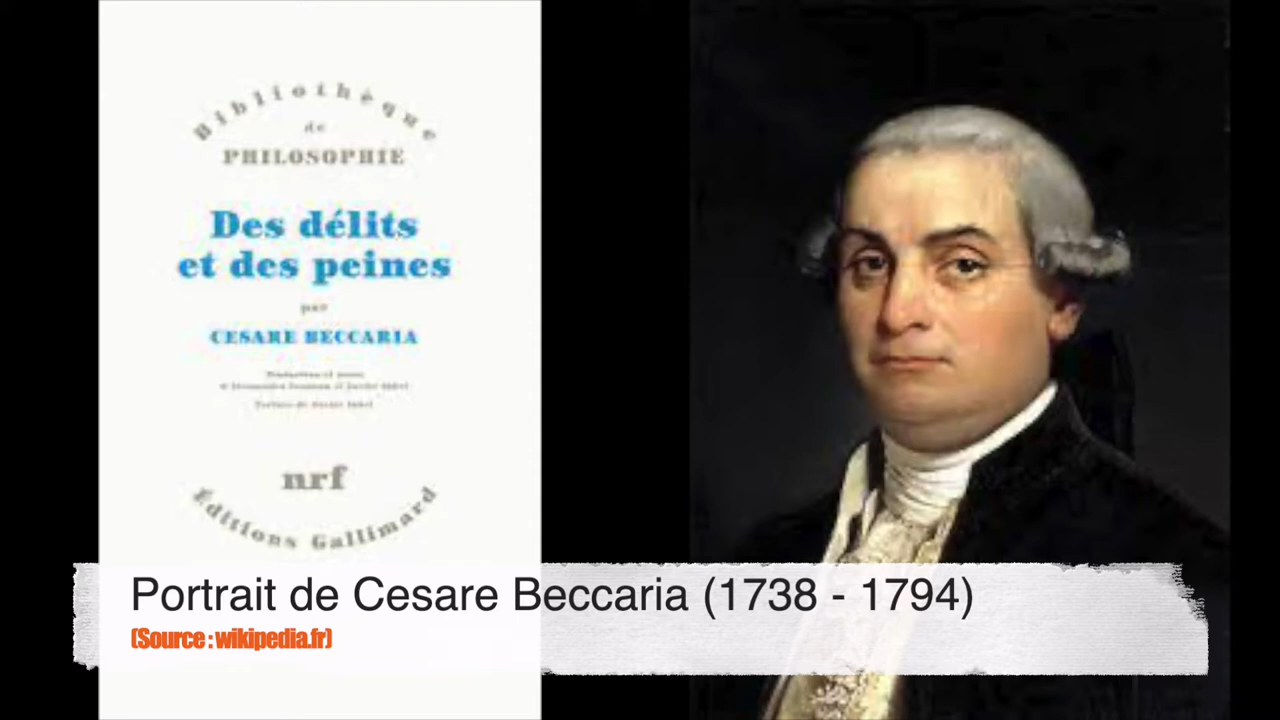 Bibliothèque
de
PHILOSOPHIE
Des délits
et des peines
par
CESARE BECCARIA
nrf
Éditions Gallimard
Portrait de Cesare Beccaria (1738 - 1794)
(Source : wikipedia.fr)